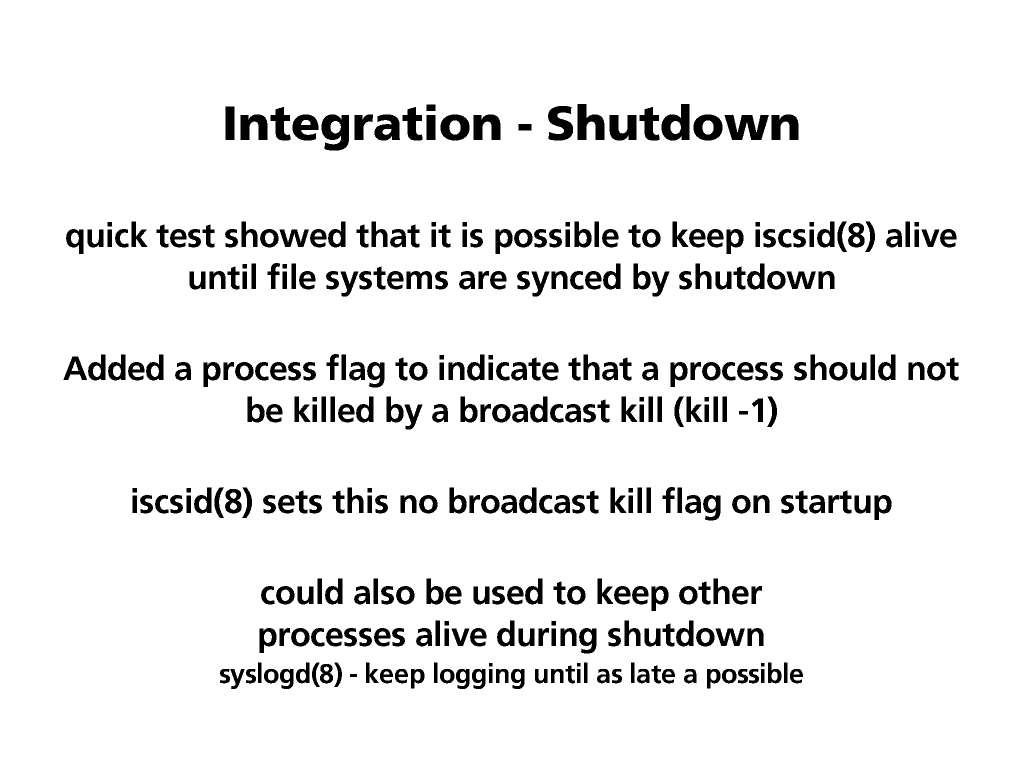 Integration - Shutdown
quick test showed that it is possible to keep iscsid(8) alive
until file systems are synced by shutdown
Added a process flag to indicate that a process should not
be killed by a broadcast kill (kill -1)
iscsid(8) sets this no broadcast kill flag on startup
could also be used to keep other
processes alive during shutdown
syslogd(8) - keep logging until as late a possible